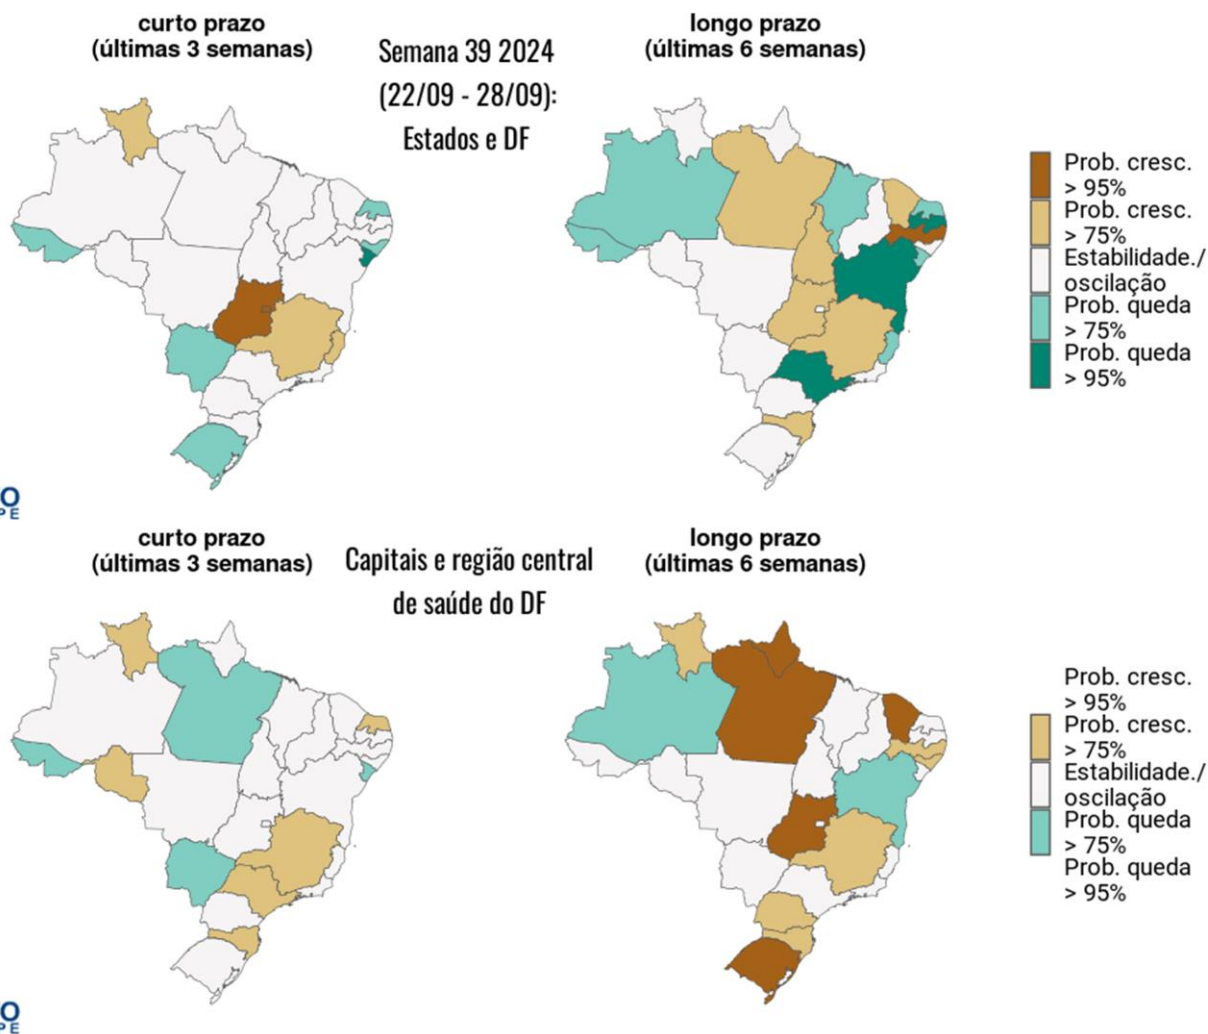 curto prazo
(últimas 3 semanas)
Semana 39 2024
(22/09 - 28/09):
Estados e DF
longo prazo
(últimas 6 semanas)
Prob. cresc.
> 95%
Prob. cresc.
> 75%
Estabilidade./
oscilação
Prob. queda
> 75%
Prob. queda
> 95%
O
PE
curto prazo
(últimas 3 semanas)
Capitais e região central
de saúde do DF
longo prazo
(últimas 6 semanas)
Prob. cresc.
> 95%
Prob. cresc.
> 75%
Estabilidade./
oscilação
Prob. queda
> 75%
Prob. queda
> 95%
O
PE